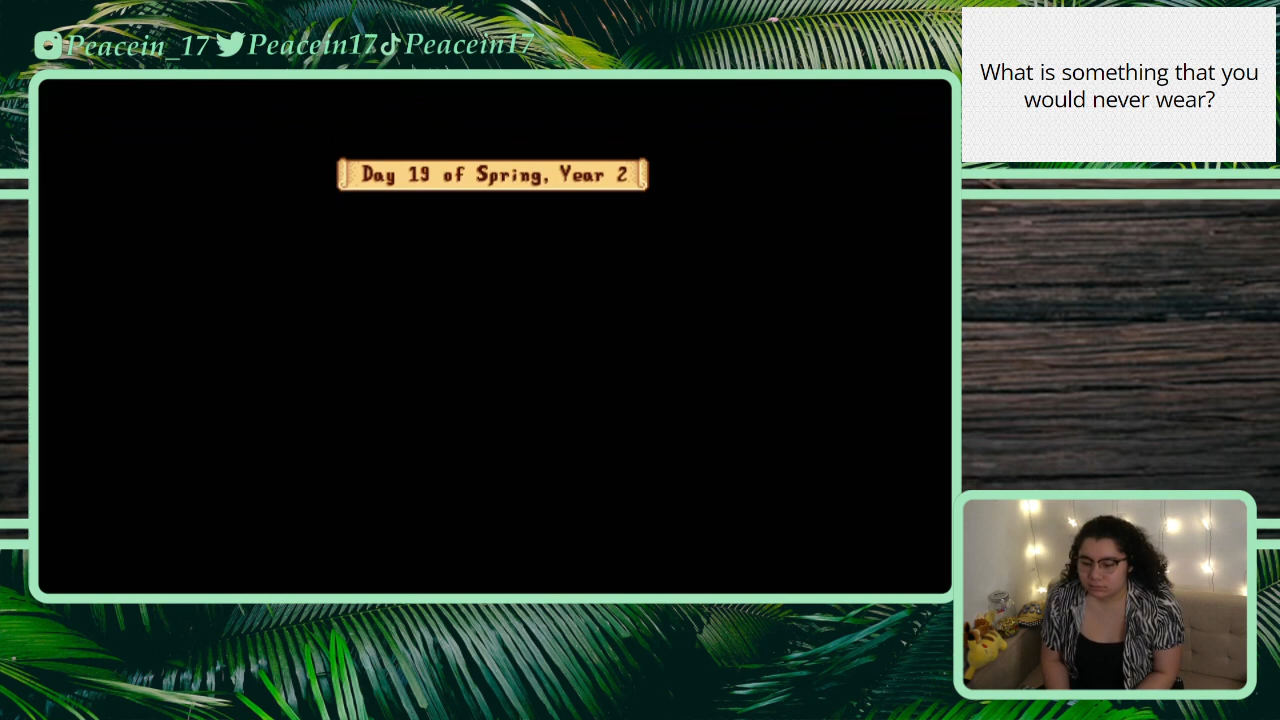 Peacein_17 Peacein17 Peacein17
What is something that you
would never wear?
Day 19 of Spring, Year 2